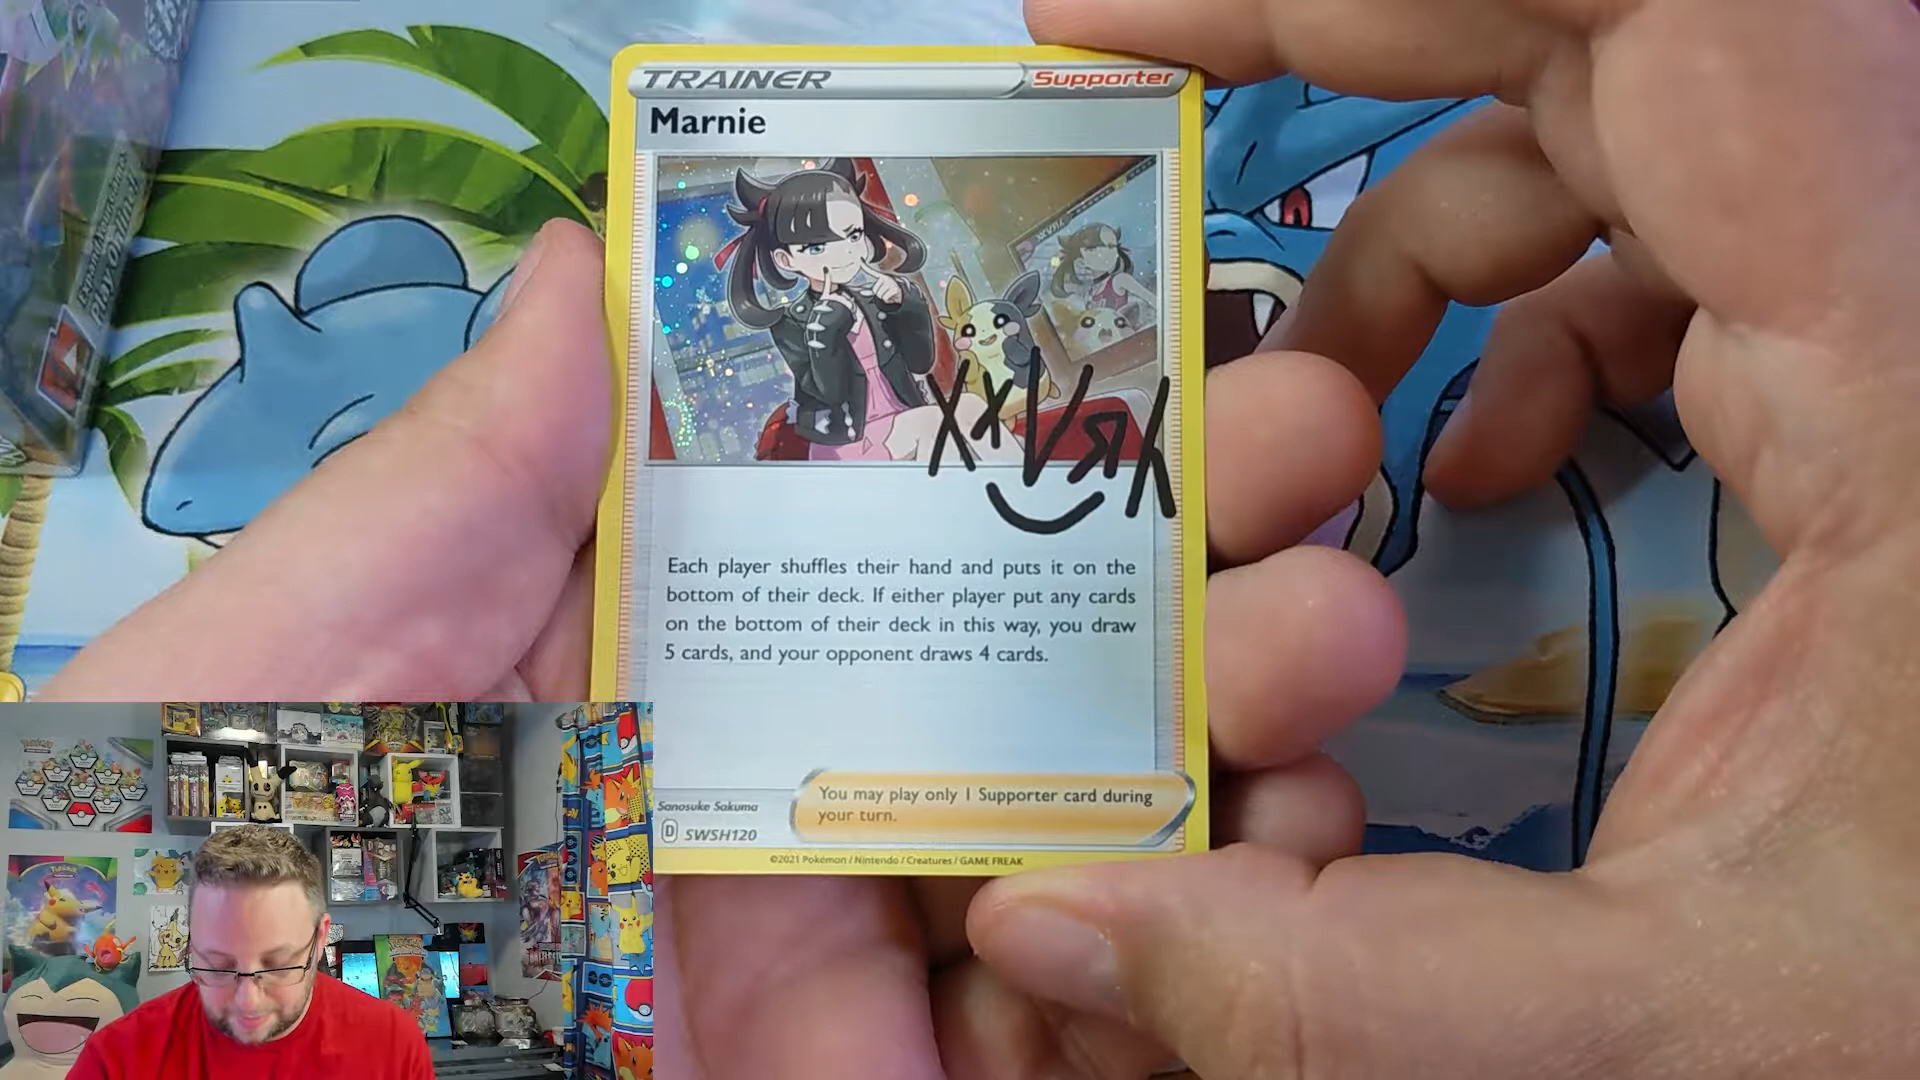 TRAINER
Supporter
Marnie
Each player shuffles their hand and puts it on the
bottom of their deck. If either player put any cards
on the bottom of their deck in this way, you draw
5 cards, and your opponent draws 4 cards.
You may play only 1 Supporter card during
your turn.
Sanosuke Sakuma
D SWSH120
©2021 Pokémon / Nintendo / Creatures / GAME FREAK
Play Online!